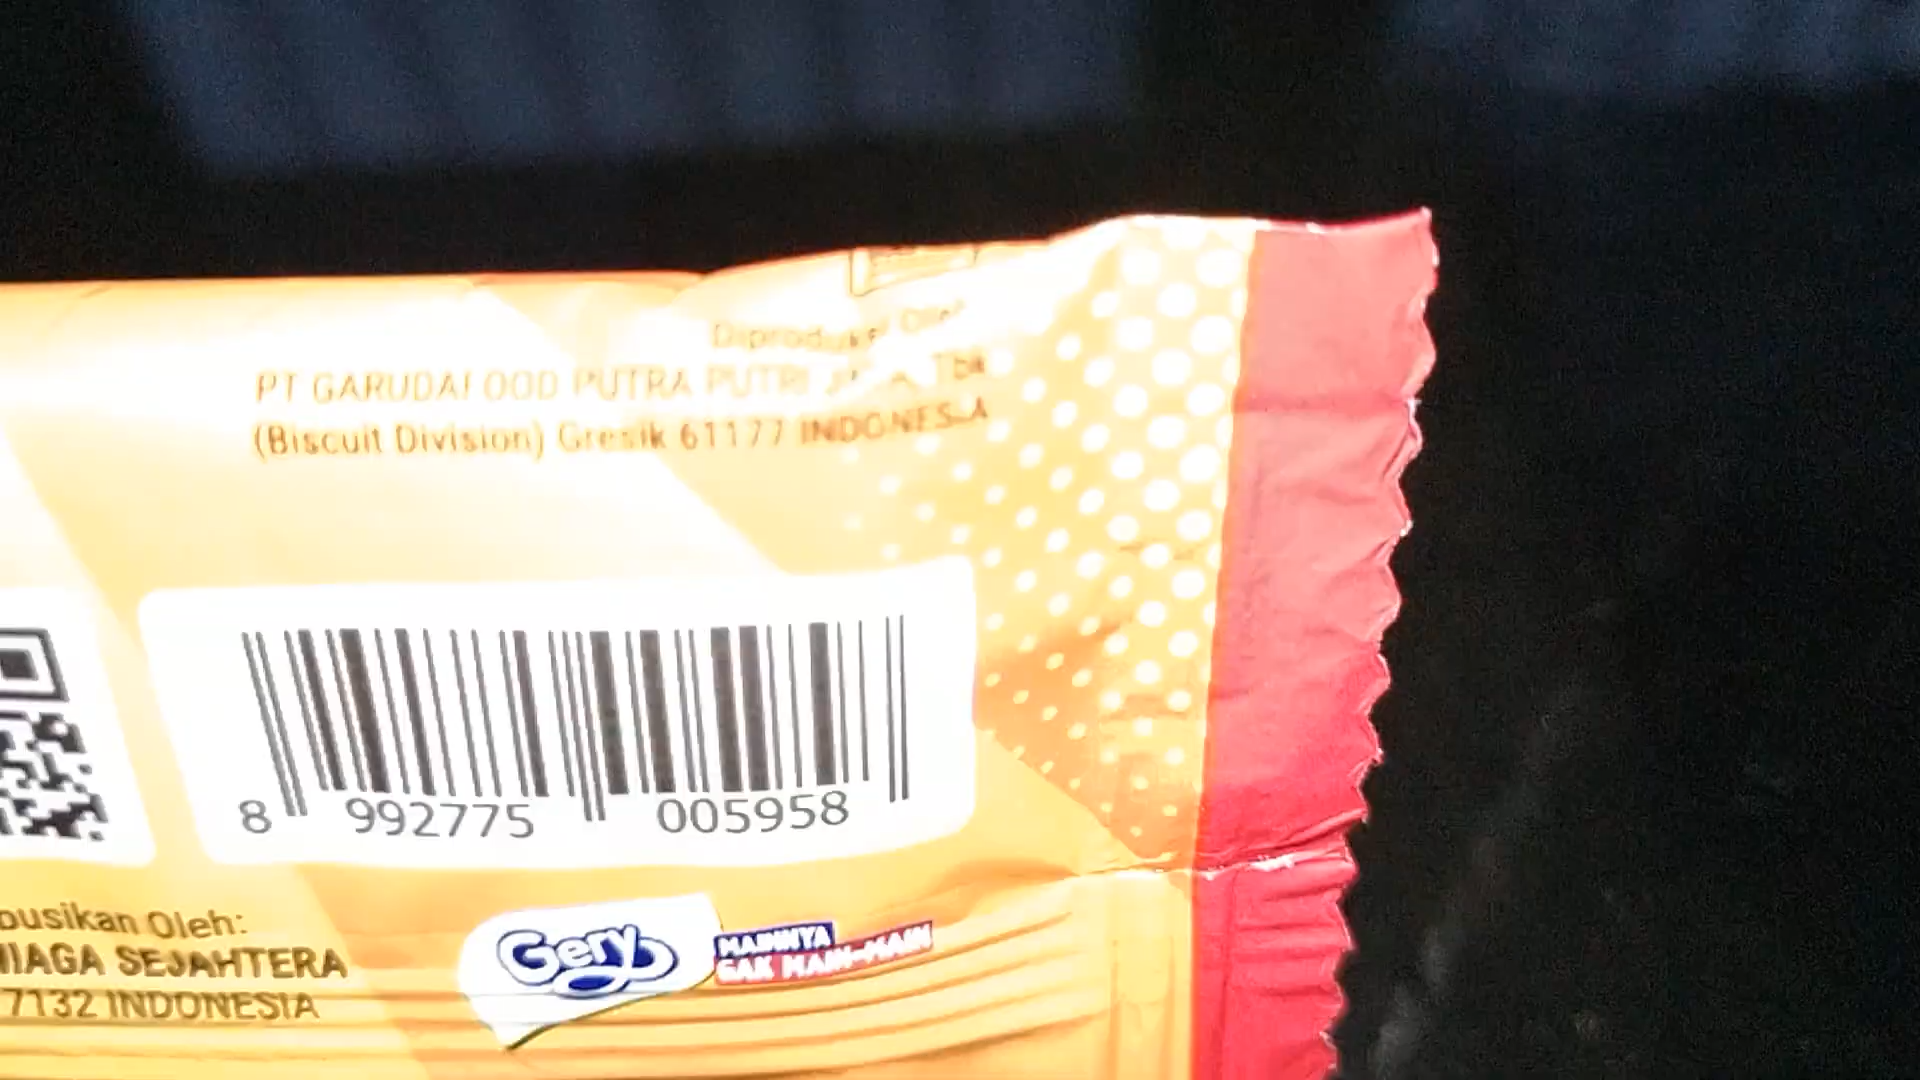 Diproduksi Oleh
PT GARUDAFOOD PUTRA PUTRI JAYA Tbk
(Biscuit Division) Gresik 61177 INDONESIA
8 992775 005958
busikan Oleh:
NIAGA SEJAHTERA
7132 INDONESIA
Gery
MAINNYA
GAK MAIN-MAIN